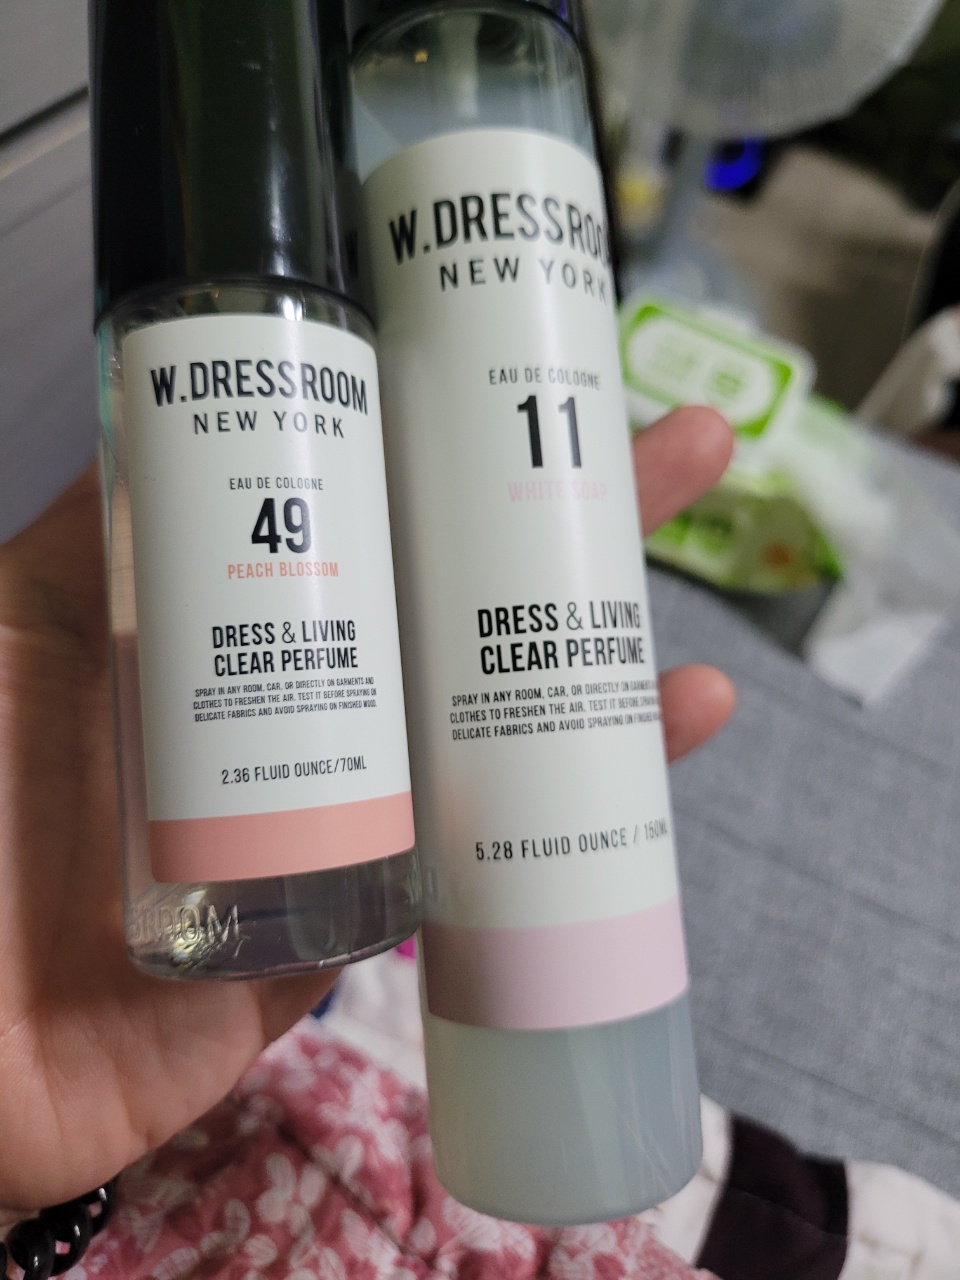 W.DRESSROOM
NEW YORK
EAU DE COLOGNE
49
PEACH BLOSSOM
DRESS & LIVING
CLEAR PERFUME
SPRAY IN ANY ROOM, CAR, OR DIRECTLY ON GARMENTS AND
CLOTHES TO FRESHEN THE AIR. TEST IT BEFORE SPRAYING ON
DELICATE FABRICS AND AVOID SPRAYING ON FINISHED WOOD.
2.36 FLUID OUNCE/70ML
W.DRESSROO
NEW YORK
EAU DE COLOGNE
11
WHITE SOAP
DRESS & LIVING
CLEAR PERFUME
SPRAY IN ANY ROOM, CAR, OR DIRECTLY ON GARMENTS
CLOTHES TO FRESHEN THE AIR. TEST IT BEFORE
DELICATE FABRICS AND AVOID SPRAYING ON FINISHED
5.28 FLUID OUNCE / 150ML